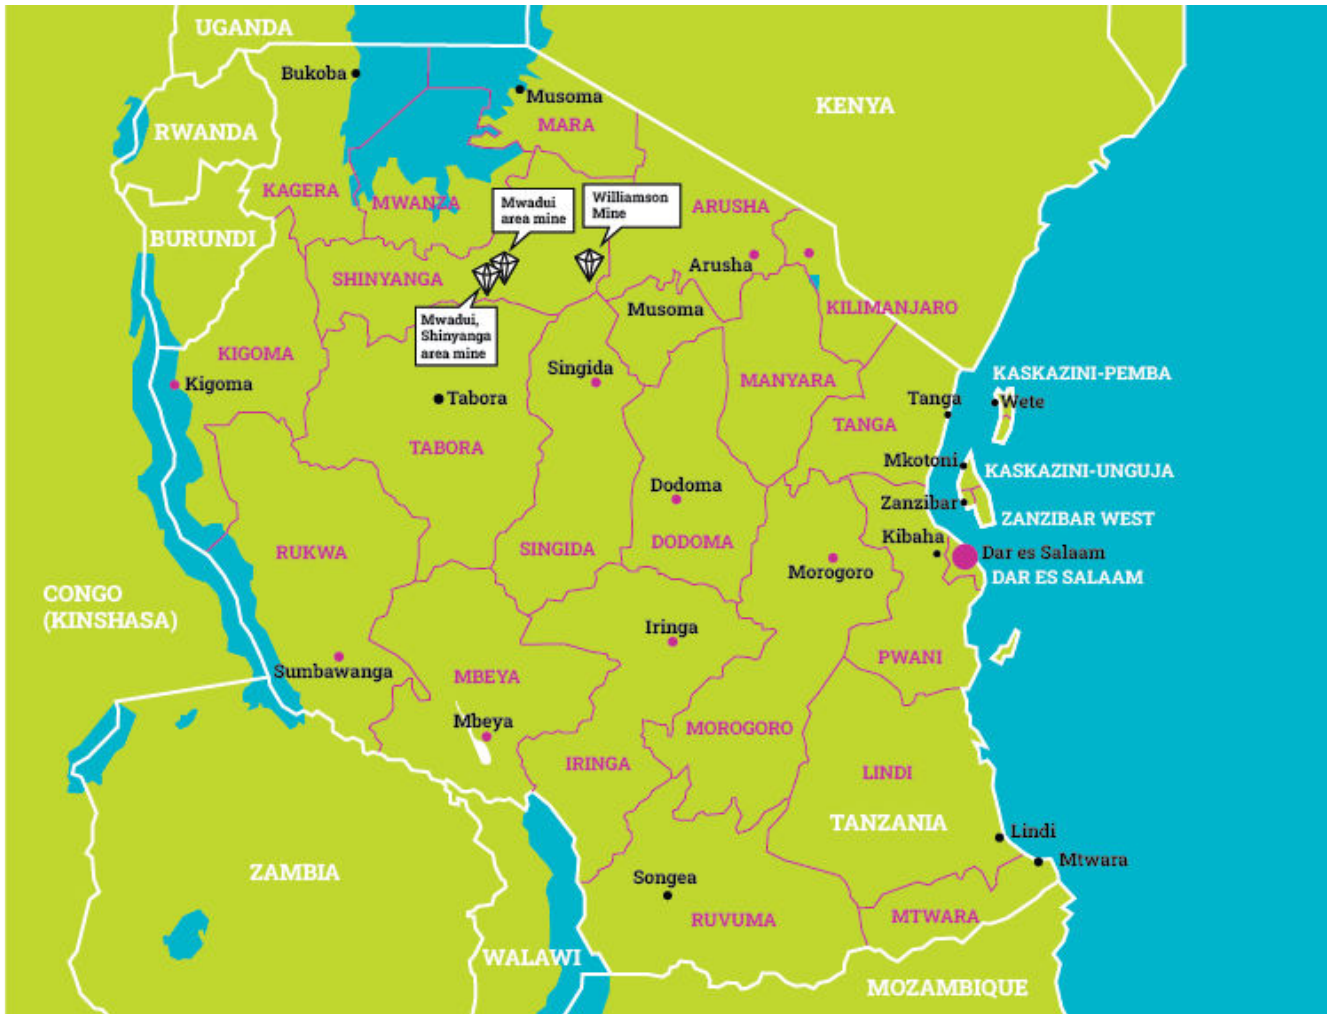 UGANDA
Bukoba
Musoma
KENYA
MARA
RWANDA
KAGERA
MWANZA
Mwadui
area mine
Williamson
Mine
ARUSHA
BURUNDI
SHINYANGA
Arusha
KILIMANJARO
Musoma
Mwadui,
Shinyanga
area mine
KIGOMA
Kigoma
Singida
MANYARA
KASKAZINI-PEMBA
Tanga
Wete
Tabora
TABORA
TANGA
Mkotoni
KASKAZINI-UNGUJA
Dodoma
Zanzibar
ZANZIBAR WEST
Kibaha
RUKWA
SINGIDA
DODOMA
Dar es Salaam
Morogoro
DAR ES SALAAM
CONGO
(KINSHASA)
Iringa
PWANI
Sumbawanga
MBEYA
Mbeya
MOROGORO
IRINGA
LINDI
TANZANIA
Lindi
Mtwara
ZAMBIA
Songea
RUVUMA
MTWARA
WALAWI
MOZAMBIQUE